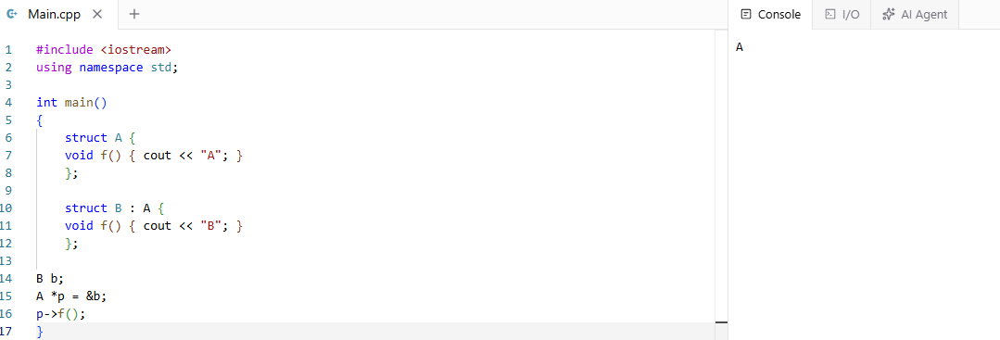 Main.cpp × +
Console I/O AI Agent
1 #include <iostream>
2 using namespace std;
3
4 int main()
5 {
6 struct A {
7 void f() { cout << "A"; }
8 };
9
10 struct B : A {
11 void f() { cout << "B"; }
12 };
13
14 B b;
15 A *p = &b;
16 p->f();
17 }
A